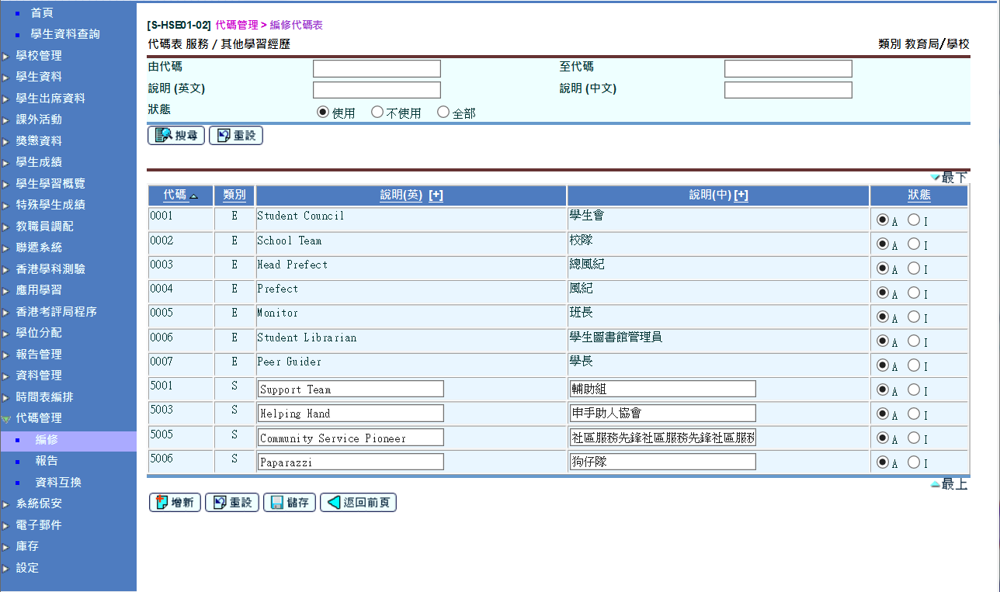 首頁
學生資料查詢
學校管理
學生資料
學生出席資料
課外活動
獎懲資料
學生成績
學生學習概覽
特殊學生成績
教職員調配
聯遞系統
香港學科測驗
應用學習
香港考評局程序
學位分配
報告管理
資料管理
時間表編排
代碼管理
編修
報告
資料互換
系統保安
電子郵件
庫存
設定
[S-HSE01-02] 代碼管理 > 編修代碼表
代碼表 服務 / 其他學習經歷 類別 教育局/學校
由代碼 至代碼
說明 (英文) 說明 (中文)
狀態 使用 不使用 全部
搜尋 重設
最下
代碼 類別 說明(英) [+] 說明(中) [+] 狀態
0001 E Student Council 學生會 A I
0002 E School Team 校隊 A I
0003 E Head Prefect 總風紀 A I
0004 E Prefect 風紀 A I
0005 E Monitor 班長 A I
0006 E Student Librarian 學生圖書館管理員 A I
0007 E Peer Guider 學長 A I
5001 S Support Team 輔助組 A I
5003 S Helping Hand 申手助人協會 A I
5005 S Community Service Pioneer 社區服務先鋒社區服務先鋒社區服務 A I
5006 S Paparazzi 狗仔隊 A I
最上
增新 重設 儲存 返回前頁